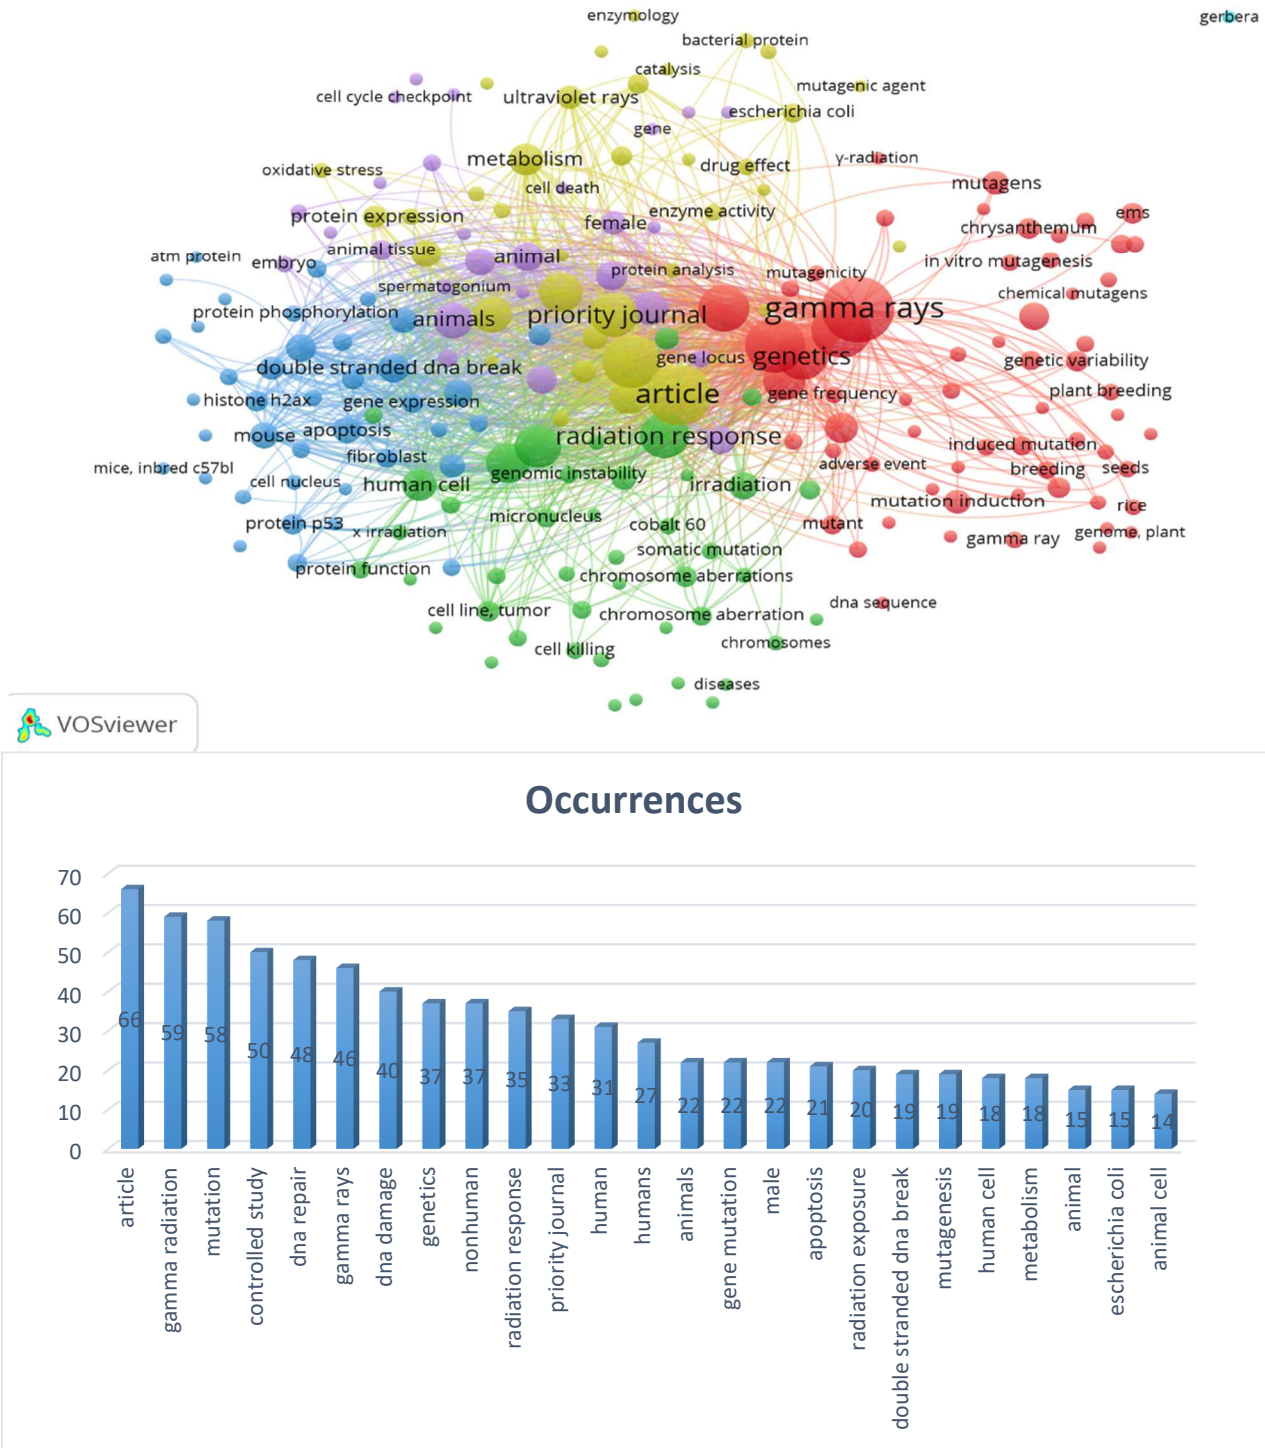 enzymology
gerbera
bacterial protein
catalysis
mutagenic agent
cell cycle checkpoint
ultraviolet rays
escherichia coli
gene
metabolism
drug effect
γ-radiation
oxidative stress
cell death
mutagens
protein expression
female
enzyme activity
ems
chrysanthemum
atm protein
embryo
animal tissue
animal
protein analysis
mutagenicity
in vitro mutagenesis
spermatogonium
chemical mutagens
protein phosphorylation
animals
priority journal
gamma rays
double stranded dna break
gene locus
genetics
genetic variability
histone h2ax
gene expression
article
gene frequency
plant breeding
mouse
apoptosis
radiation response
induced mutation
mice, inbred c57bl
fibroblast
adverse event
breeding
seeds
cell nucleus
human cell
genomic instability
irradiation
mutation induction
rice
protein p53
x irradiation
micronucleus
cobalt 60
mutant
gamma ray
genome, plant
somatic mutation
protein function
chromosome aberrations
cell line, tumor
chromosome aberration
dna sequence
cell killing
chromosomes
diseases
VOSviewer
Occurrences
70
60
50
40
30
20
10
0
66
59
58
50
48
46
40
37
37
35
33
31
27
22
22
22
21
20
19
19
18
18
15
15
14
article
gamma radiation
mutation
controlled study
dna repair
gamma rays
dna damage
genetics
nonhuman
radiation response
priority journal
human
humans
animals
gene mutation
male
apoptosis
radiation exposure
double stranded dna break
mutagenesis
human cell
metabolism
animal
escherichia coli
animal cell